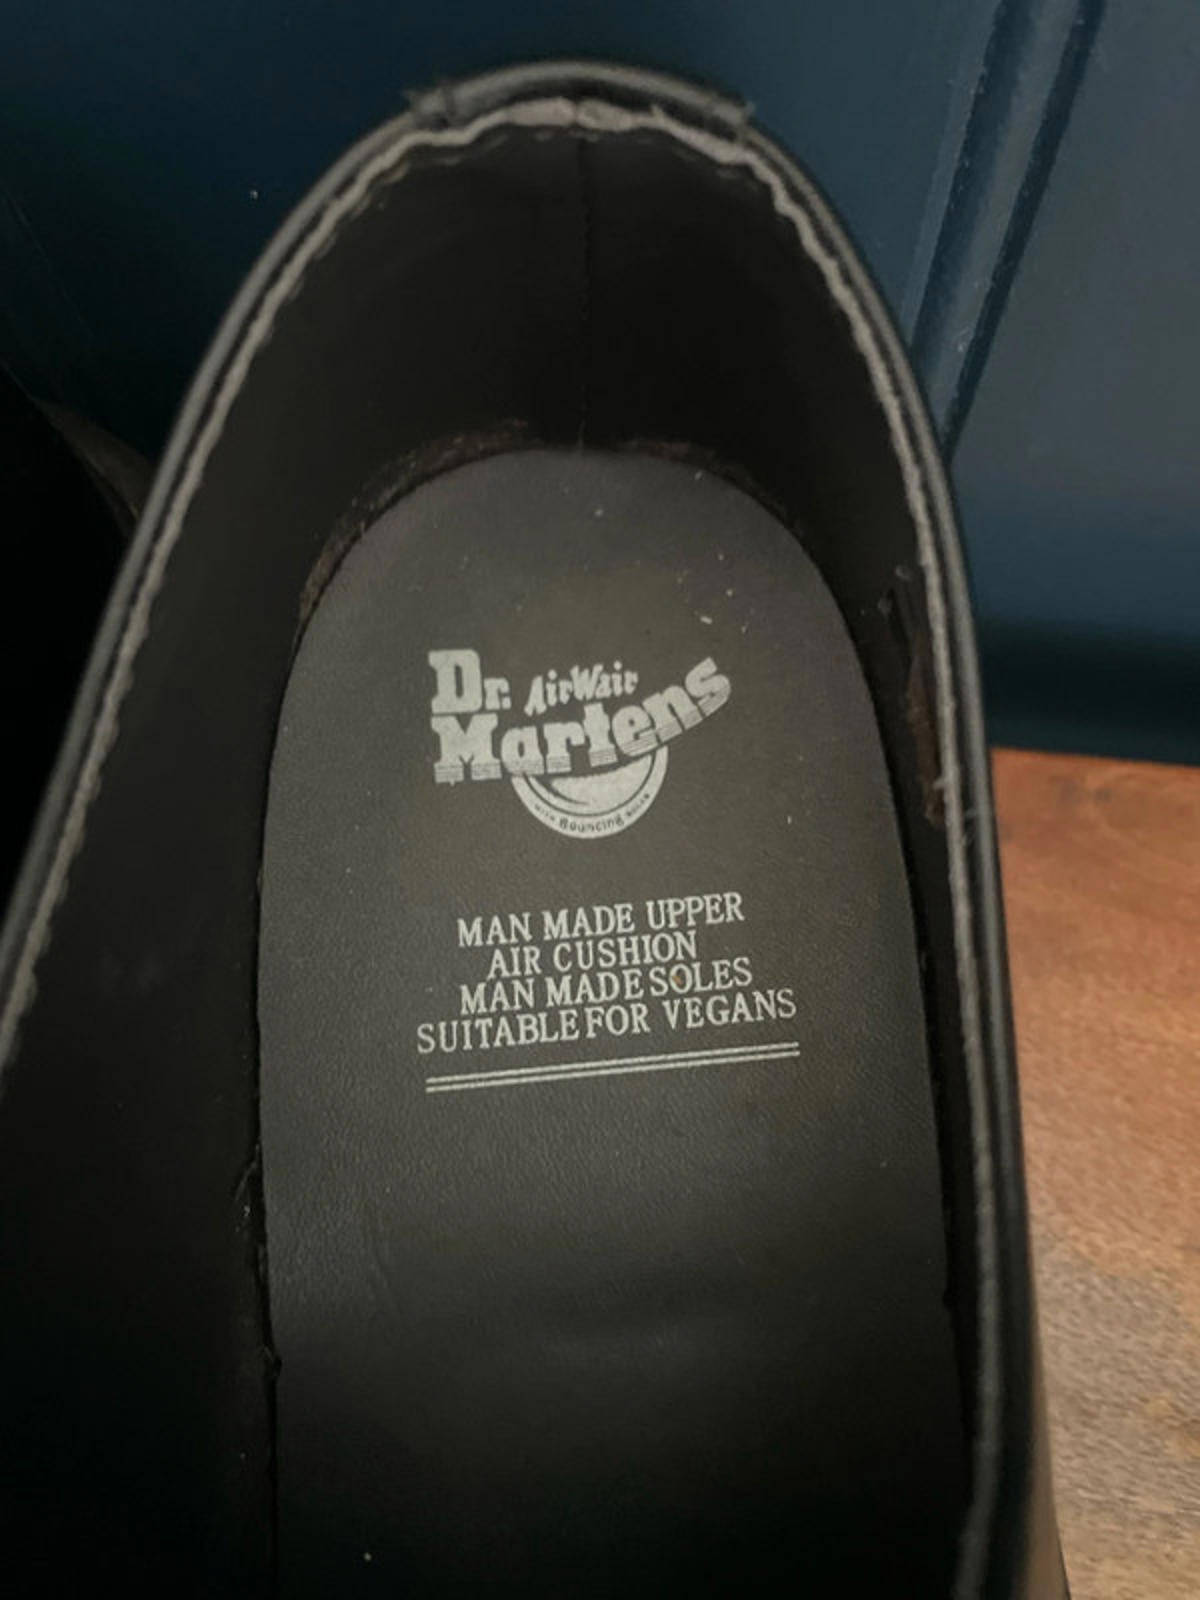 Dr. AirWair
Martens
WITH Bouncing SOLES
MAN MADE UPPER
AIR CUSHION
MAN MADE SOLES
SUITABLE FOR VEGANS